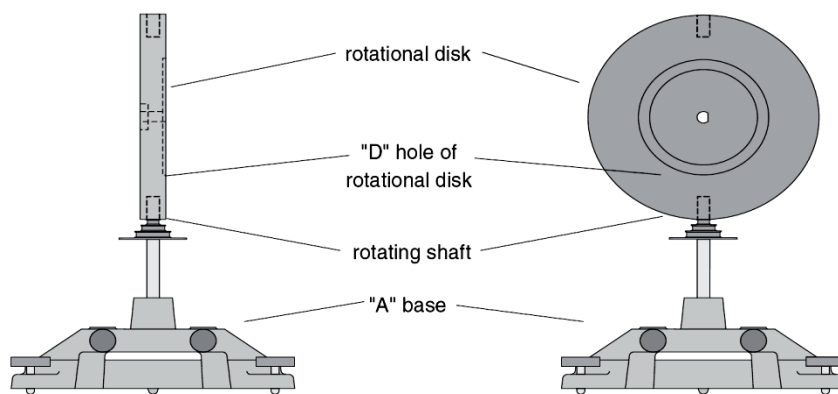 rotational disk
"D" hole of
rotational disk
rotating shaft
"A" base